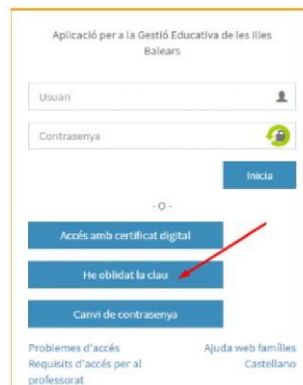 Aplicació per a la Gestió Educativa de les Illes
Balears
Usuari
Contrasenya
Inicia
- O -
Accés amb certificat digital
He oblidat la clau
Canvi de contrasenya
Problemes d'accés
Ajuda web famílies
Requisits d'accés per al
professorat
Castellano